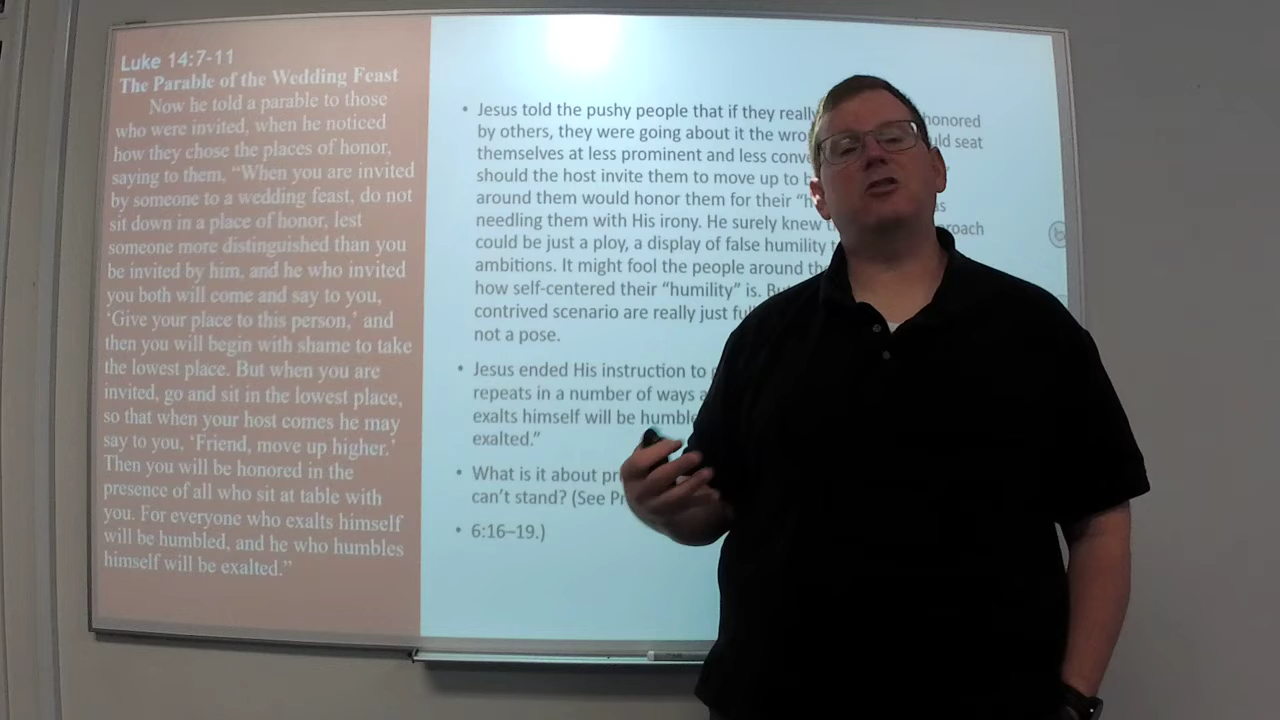 Luke 14:7-11
The Parable of the Wedding Feast
Now he told a parable to those
who were invited, when he noticed
how they chose the places of honor,
saying to them, “When you are invited
by someone to a wedding feast, do not
sit down in a place of honor, lest
someone more distinguished than you
be invited by him, and he who invited
you both will come and say to you,
‘Give your place to this person,’ and
then you will begin with shame to take
the lowest place. But when you are
invited, go and sit in the lowest place,
so that when your host comes he may
say to you, ‘Friend, move up higher.’
Then you will be honored in the
presence of all who sit at table with
you. For everyone who exalts himself
will be humbled, and he who humbles
himself will be exalted.”
• Jesus told the pushy people that if they really honored
by others, they were going about it the seat
themselves at less prominent and less
should the host invite them to move up to
around them would honor them for their
needling them with His irony. He surely knew
could be just a ploy, a display of false humility
ambitions. It might fool the people around
how self-centered their “humility” is.
contrived scenario are really just
not a pose.
• Jesus ended His instruction to
repeats in a number of ways
exalts himself will be
exalted.”
• What is it about
can’t stand? (See
• 6:16–19.)